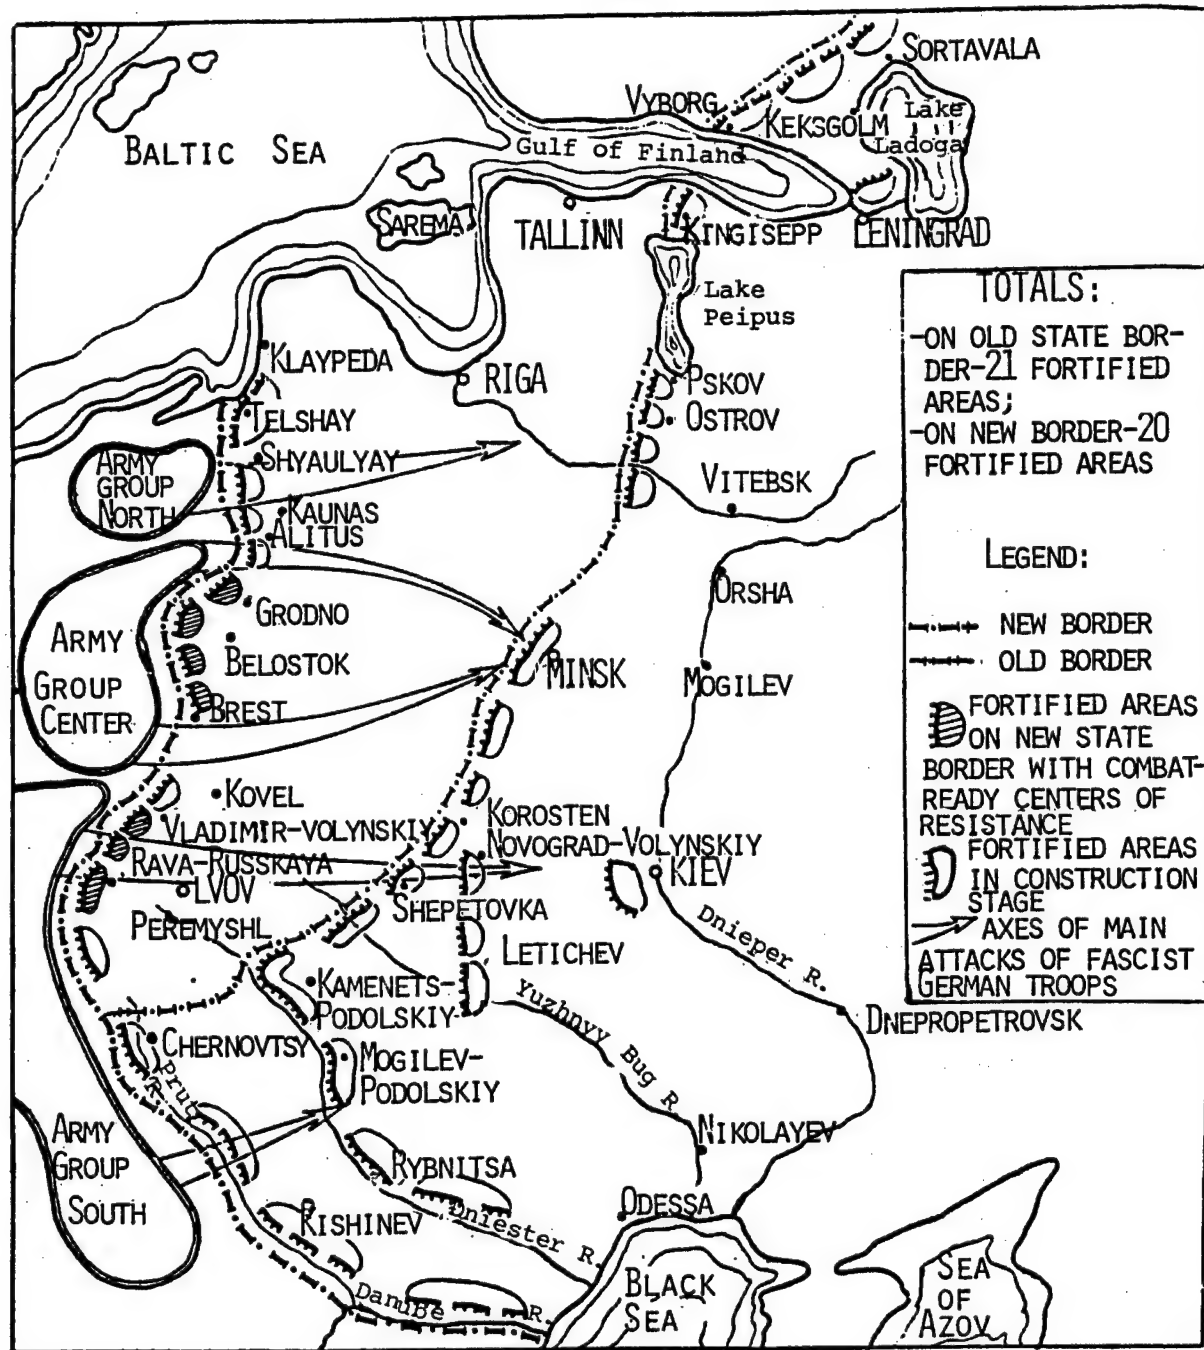 SORTAVALA
VYBORG
KEKSGOLM
Lake
Ladoga
BALTIC SEA
Gulf of Finland
SAREMA
TALLINN
KINGISEPP
LENINGRAD
Lake
Peipus
KLAYPEDA
RIGA
PSKOV
TELSHAY
OSTROV
ARMY
GROUP
NORTH
SHYAULYAY
VITEBSK
KAUNAS
ALITUS
ORSHA
GRODNO
ARMY
GROUP
CENTER
BELOSTOK
MINSK
MOGILEV
BREST
KOVEL
KOROSTEN
VLADIMIR-VOLYNSKIY
NOVOGRAD-VOLYNSKIY
RAVA-RUSSKAYA
KIEV
LVOV
SHEPETOVKA
PEREMYSHL
LETICHEV
Dnieper R.
KAMENETS-
PODOLSKIY
Yuzhnyy Bug R.
DNEPROPETROVSK
CHERNOVTSY
MOGILEV-
PODOLSKIY
Prut
R.
ARMY
GROUP
SOUTH
NIKOLAYEV
RYBNITSA
ODESSA
KISHINEV
Dniester R.
Danube R.
BLACK
SEA
SEA
OF
AZOV
TOTALS:
-ON OLD STATE BOR-
DER-21 FORTIFIED
AREAS;
-ON NEW BORDER-20
FORTIFIED AREAS
LEGEND:
NEW BORDER
OLD BORDER
FORTIFIED AREAS
ON NEW STATE
BORDER WITH COMBAT-
READY CENTERS OF
RESISTANCE
FORTIFIED AREAS
IN CONSTRUCTION
STAGE
AXES OF MAIN
ATTACKS OF FASCIST
GERMAN TROOPS